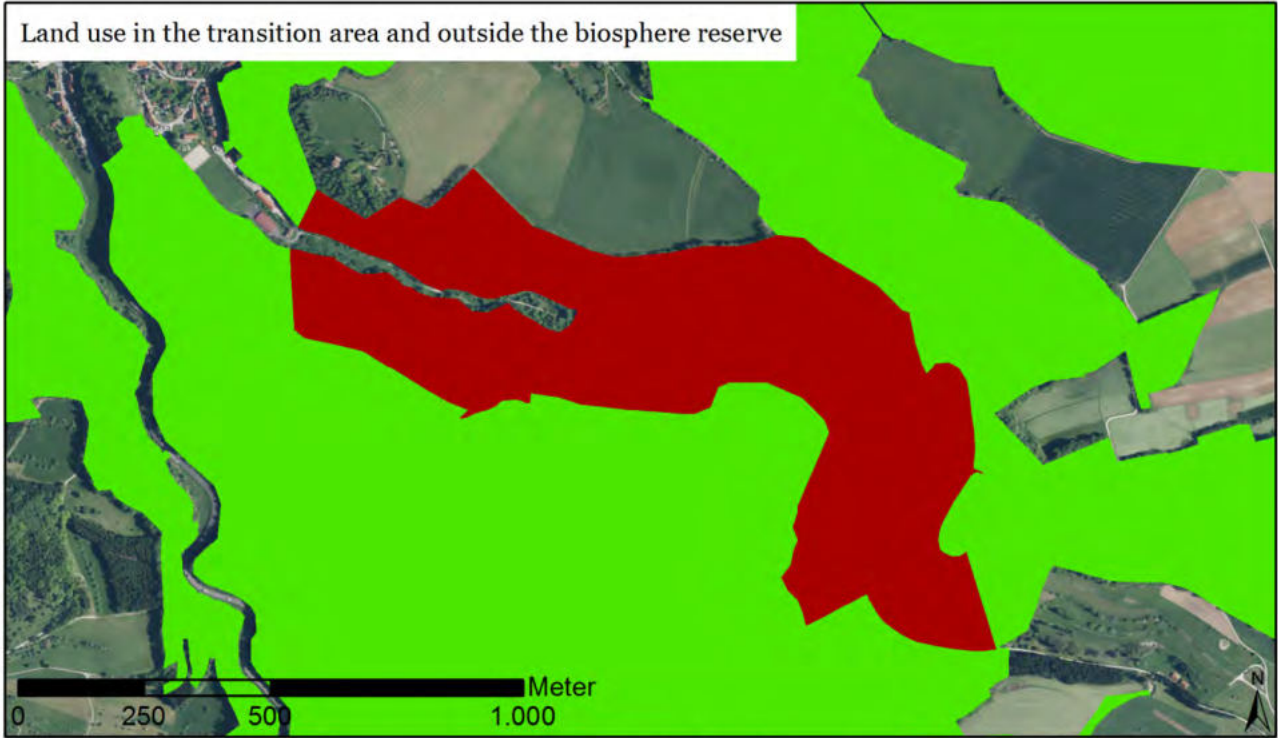 Land use in the transition area and outside the biosphere reserve
N
Meter
0 250 500 1.000